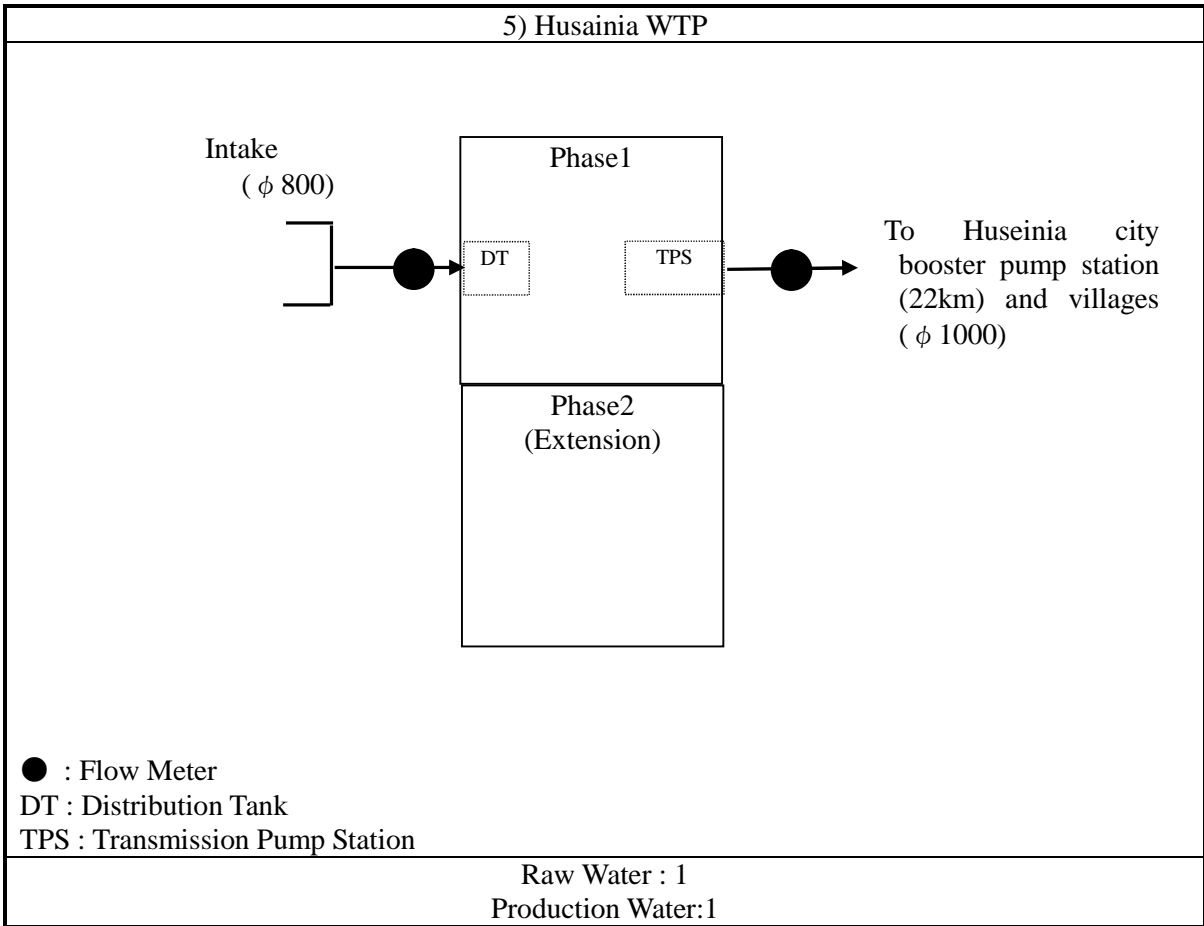 5) Husainia WTP
Intake
( φ 800)
Phase1
DT
TPS
To Huseinia city
booster pump station
(22km) and villages
( φ 1000)
Phase2
(Extension)
● : Flow Meter
DT : Distribution Tank
TPS : Transmission Pump Station
Raw Water : 1
Production Water:1